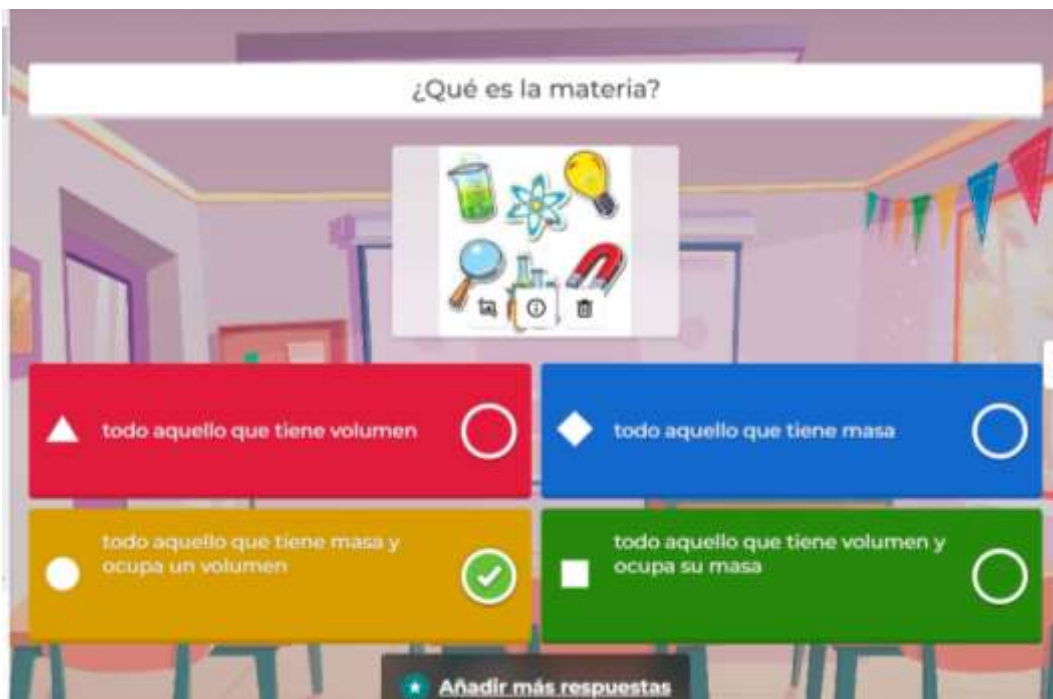 ¿Qué es la materia?
todo aquello que tiene volumen
todo aquello que tiene masa
todo aquello que tiene masa y
ocupa un volumen
todo aquello que tiene volumen y
ocupa su masa
Añadir más respuestas